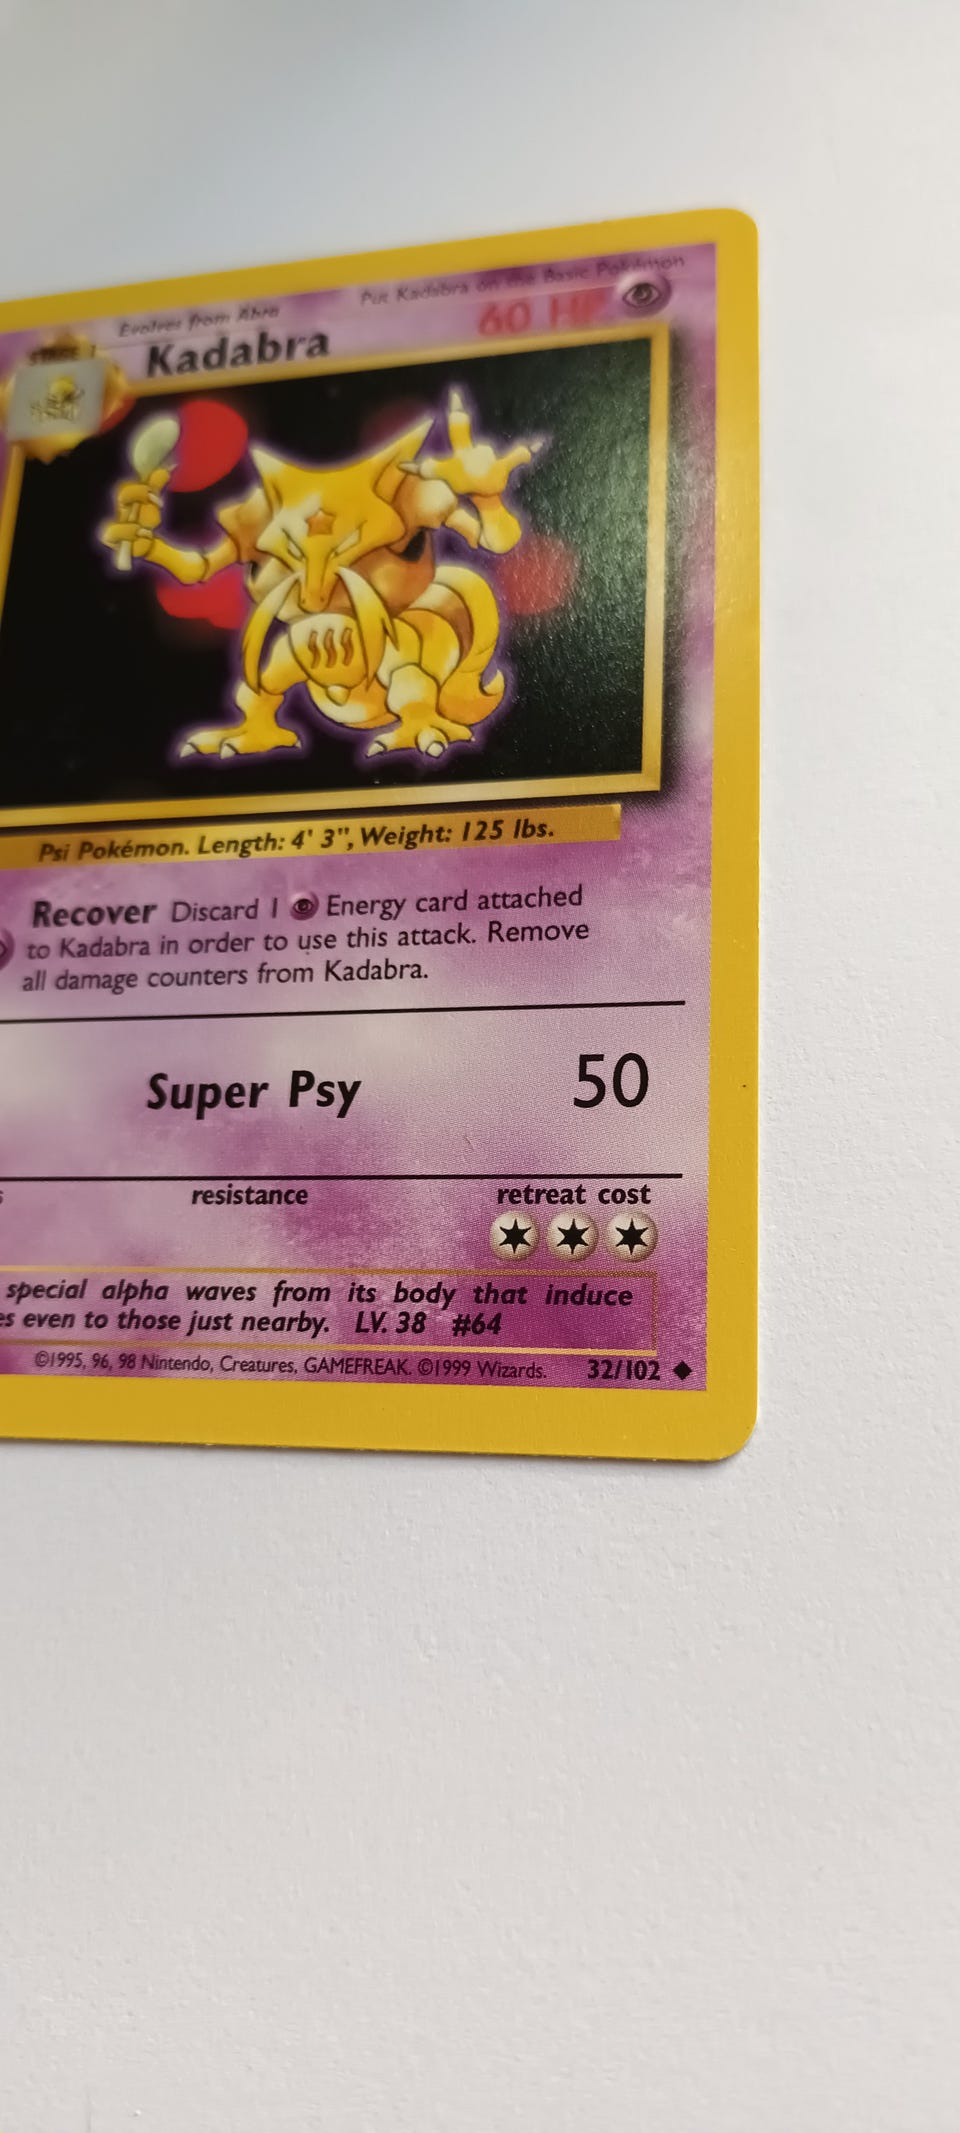 Put Kadabra on the Basic Pokémon
Evolves from Abra
60 HP
STAGE 1
Kadabra
Psi Pokémon. Length: 4' 3", Weight: 125 lbs.
Recover Discard 1 Energy card attached
to Kadabra in order to use this attack. Remove
all damage counters from Kadabra.
Super Psy 50
resistance retreat cost
special alpha waves from its body that induce
es even to those just nearby. LV. 38 #64
©1995, 96, 98 Nintendo, Creatures, GAMEFREAK. ©1999 Wizards. 32/102